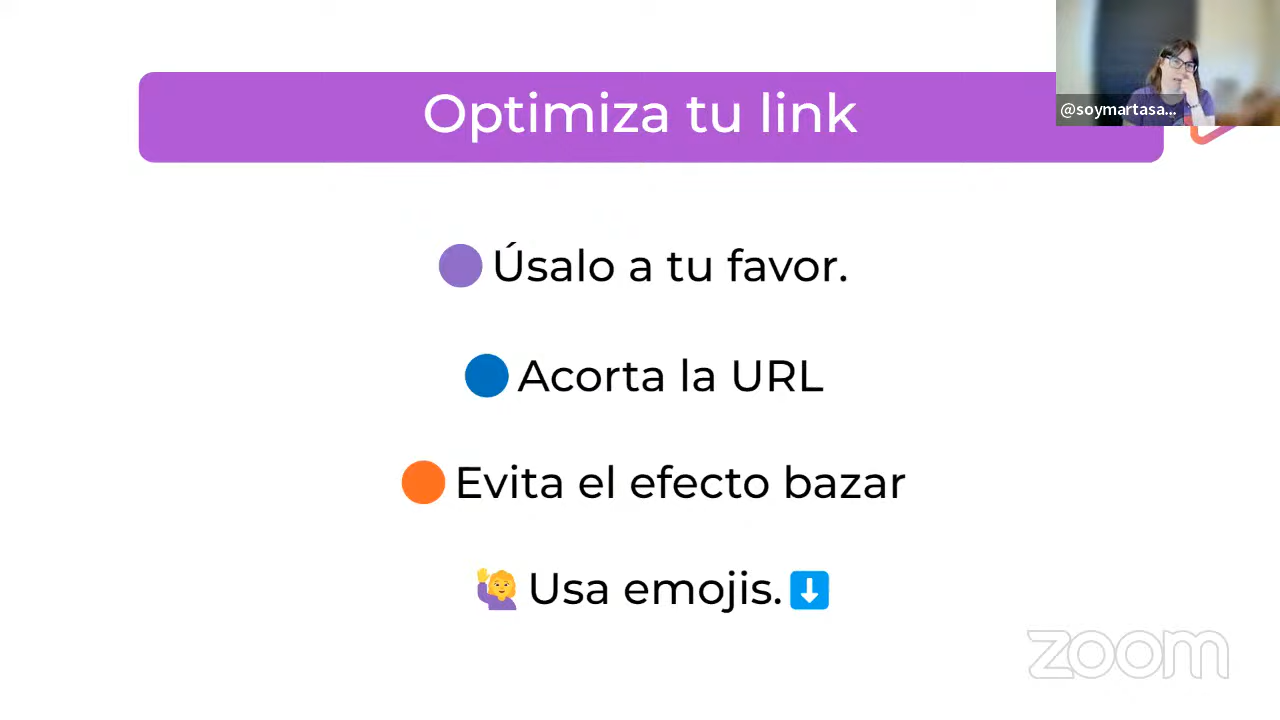 Optimiza tu link
@soymartasa...
Úsalo a tu favor.
Acorta la URL
Evita el efecto bazar
Usa emojis.
zoom